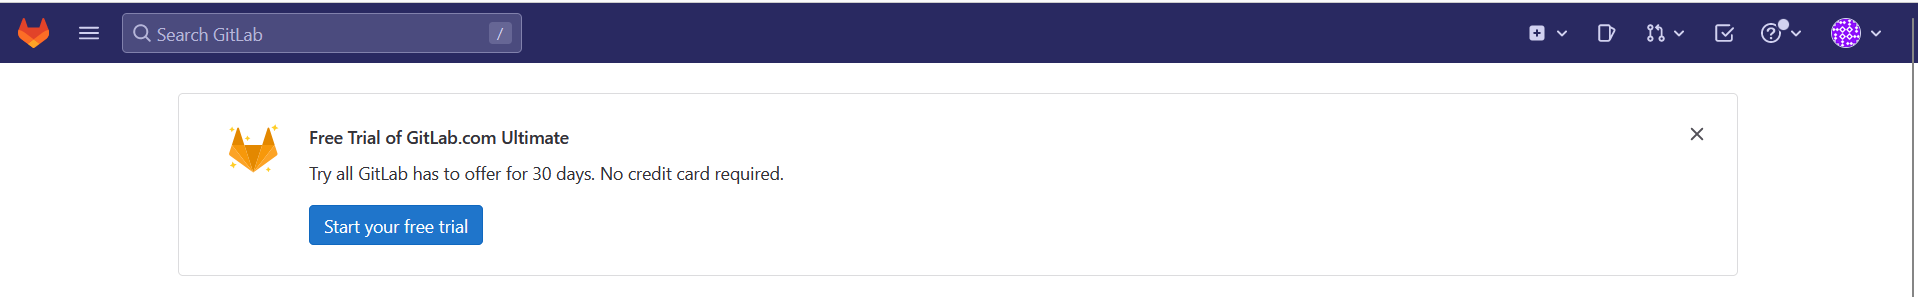 Search GitLab /
Free Trial of GitLab.com Ultimate
Try all GitLab has to offer for 30 days. No credit card required.
Start your free trial